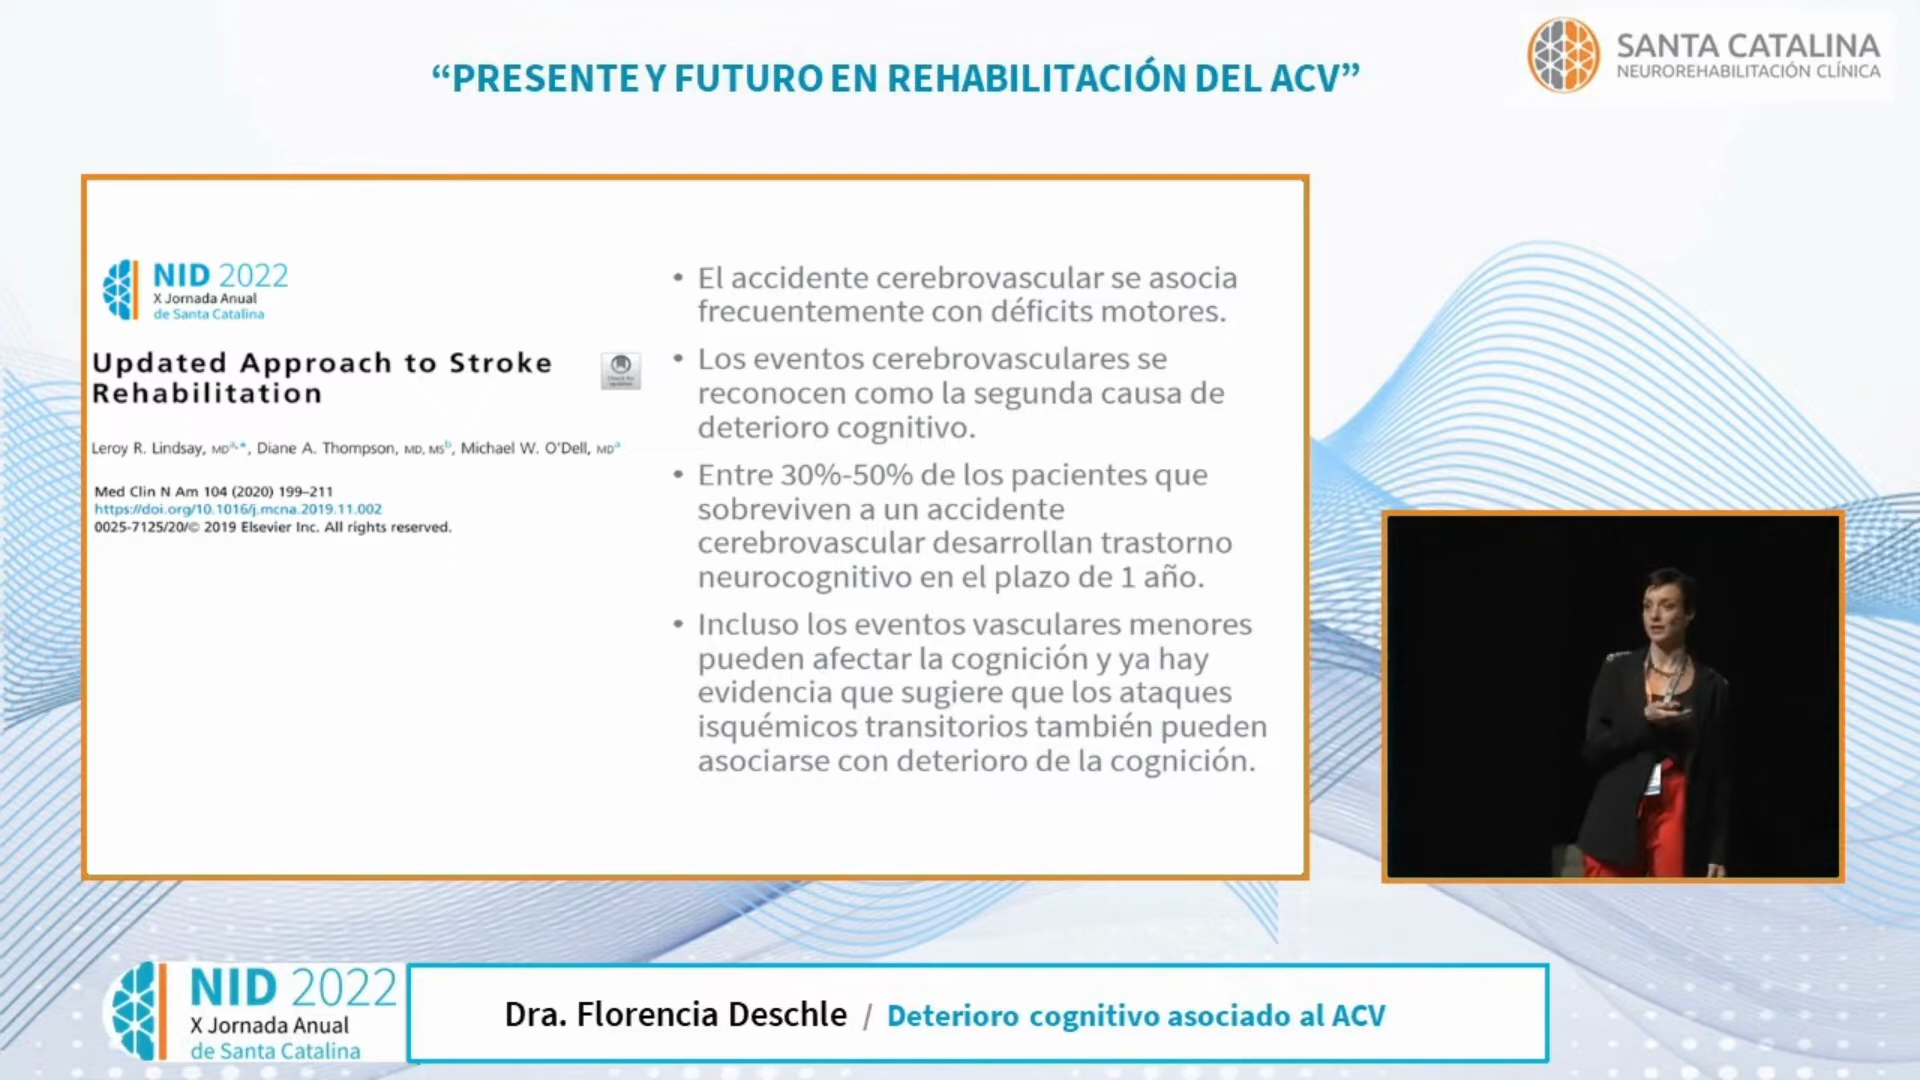 “PRESENTE Y FUTURO EN REHABILITACIÓN DEL ACV”
SANTA CATALINA
NEUROREHABILITACIÓN CLÍNICA
NID 2022
X Jornada Anual
de Santa Catalina
Updated Approach to Stroke
Rehabilitation
Leroy R. Lindsay, MDa,*, Diane A. Thompson, MD, MSb, Michael W. O'Dell, MDa
Med Clin N Am 104 (2020) 199–211
https://doi.org/10.1016/j.mcna.2019.11.002
0025-7125/20/© 2019 Elsevier Inc. All rights reserved.
• El accidente cerebrovascular se asocia
frecuentemente con déficits motores.
• Los eventos cerebrovasculares se
reconocen como la segunda causa de
deterioro cognitivo.
• Entre 30%-50% de los pacientes que
sobreviven a un accidente
cerebrovascular desarrollan trastorno
neurocognitivo en el plazo de 1 año.
• Incluso los eventos vasculares menores
pueden afectar la cognición y ya hay
evidencia que sugiere que los ataques
isquémicos transitorios también pueden
asociarse con deterioro de la cognición.
NID 2022
X Jornada Anual
de Santa Catalina
Dra. Florencia Deschle / Deterioro cognitivo asociado al ACV